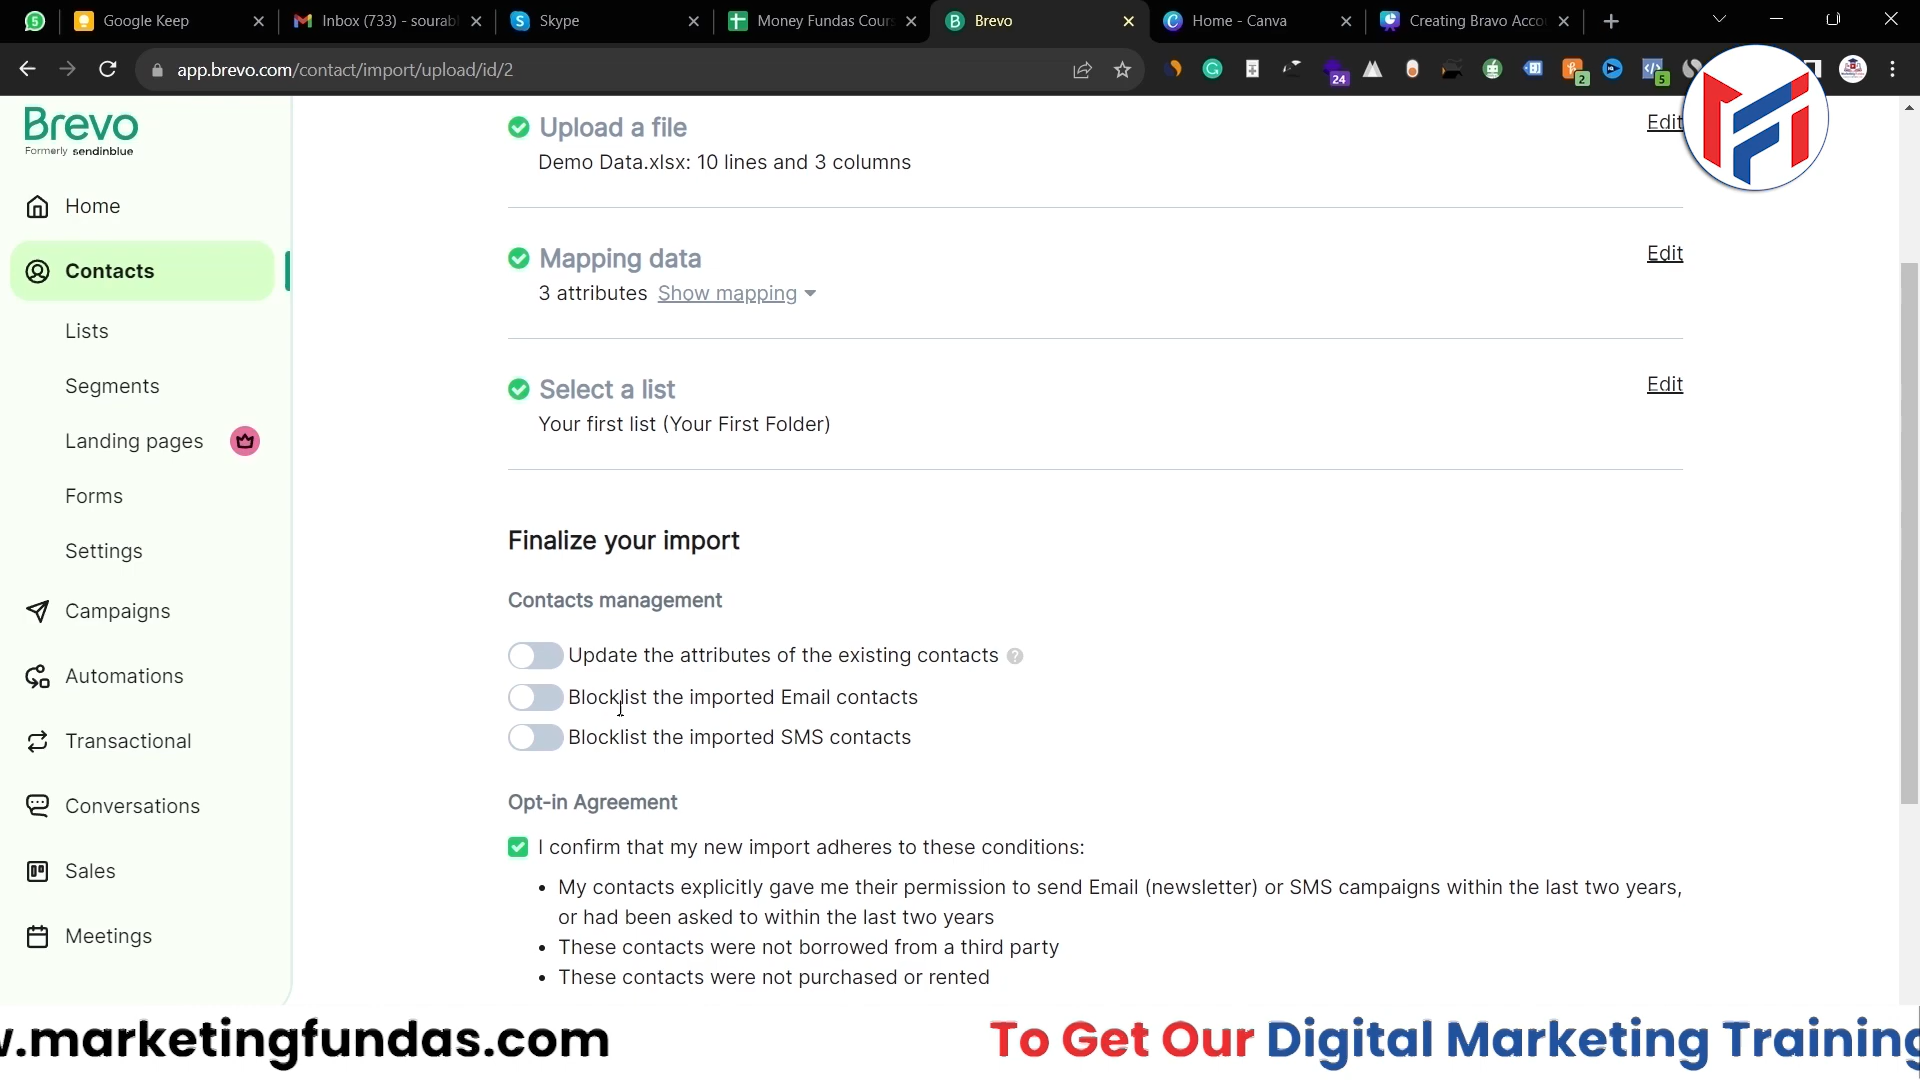 Google Keep
Inbox (733) - sourabl
Skype
Money Fundas Cours
Brevo
Home - Canva
Creating Bravo Acco
app.brevo.com/contact/import/upload/id/2
24
2
5
Brevo
Formerly sendinblue
Home
Contacts
Lists
Segments
Landing pages
Forms
Settings
Campaigns
Automations
Transactional
Conversations
Sales
Meetings
Upload a file
Edit
Demo Data.xlsx: 10 lines and 3 columns
Mapping data
Edit
3 attributes Show mapping
Select a list
Edit
Your first list (Your First Folder)
Finalize your import
Contacts management
Update the attributes of the existing contacts ?
Blocklist the imported Email contacts
Blocklist the imported SMS contacts
Opt-in Agreement
I confirm that my new import adheres to these conditions:
• My contacts explicitly gave me their permission to send Email (newsletter) or SMS campaigns within the last two years,
or had been asked to within the last two years
• These contacts were not borrowed from a third party
• These contacts were not purchased or rented
w.marketingfundas.com
To Get Our Digital Marketing Training